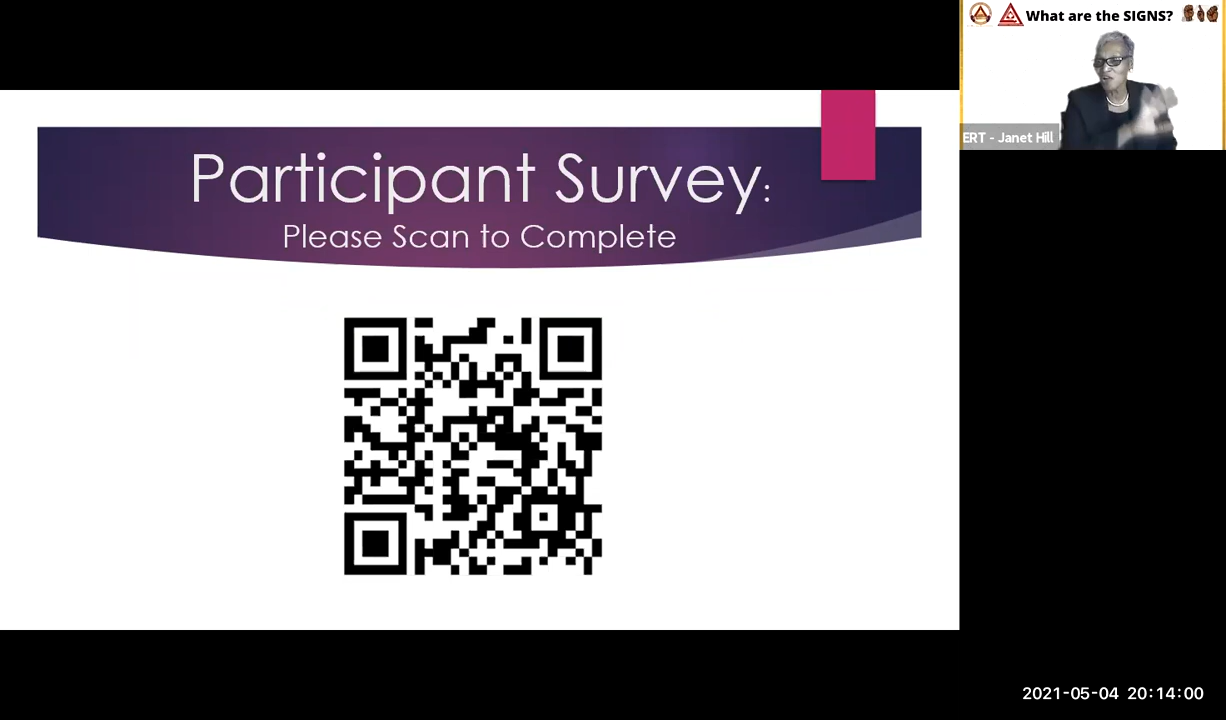 What are the SIGNS?
ERT - Janet Hill
Participant Survey:
Please Scan to Complete
2021-05-04 20:14:00